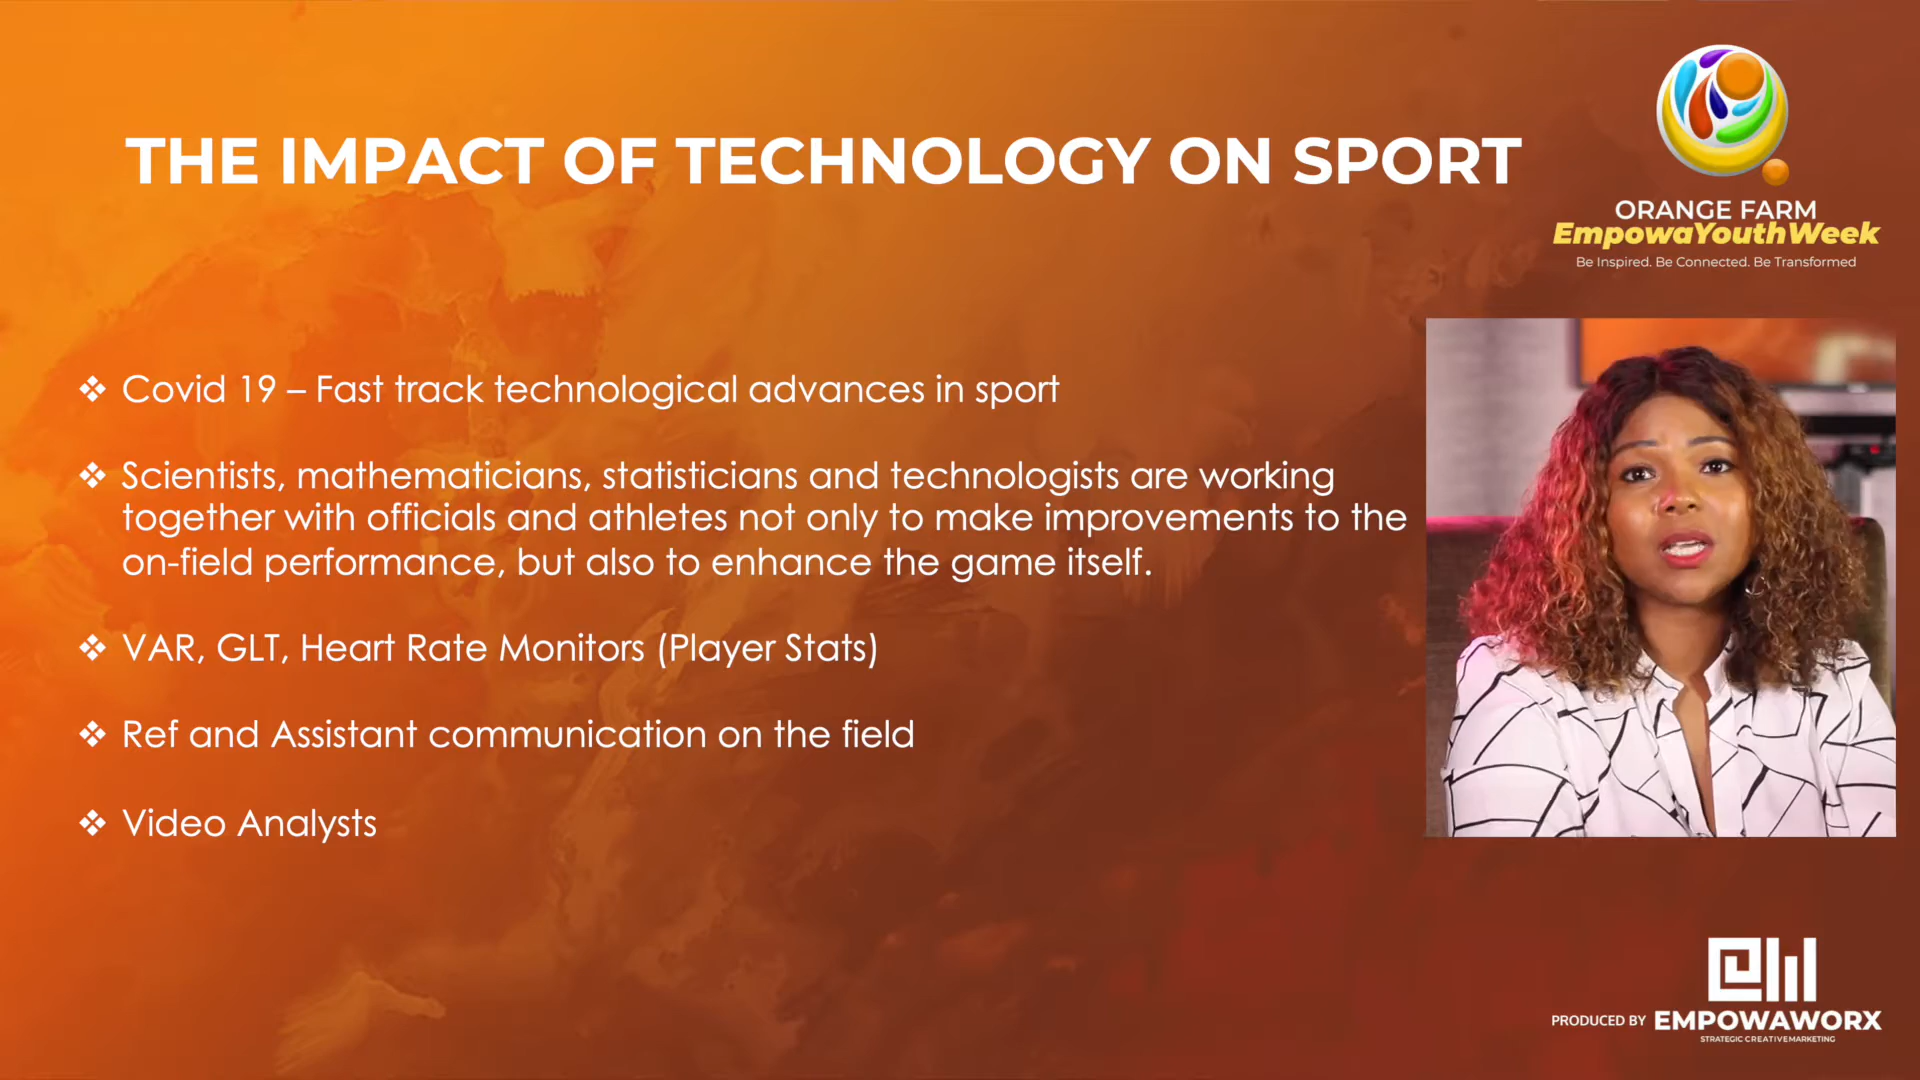 THE IMPACT OF TECHNOLOGY ON SPORT
ORANGE FARM
EmpowaYouthWeek
Be Inspired. Be Connected. Be Transformed
❖ Covid 19 – Fast track technological advances in sport
❖ Scientists, mathematicians, statisticians and technologists are working
together with officials and athletes not only to make improvements to the
on-field performance, but also to enhance the game itself.
❖ VAR, GLT, Heart Rate Monitors (Player Stats)
❖ Ref and Assistant communication on the field
❖ Video Analysts
PRODUCED BY EMPOWAWORX
STRATEGIC CREATIVE MARKETING